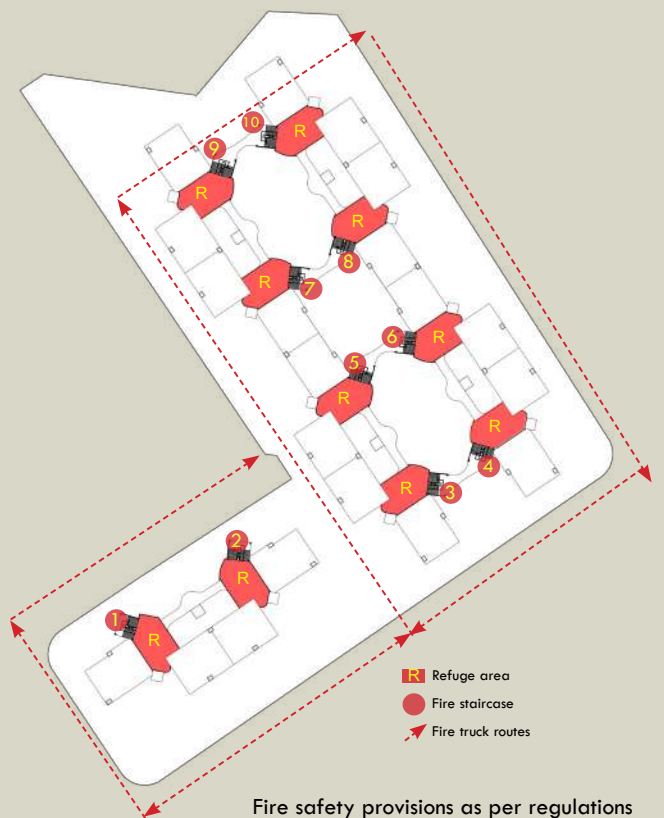 10
R
9
R
R
8
R
7
6
R
5
R
R
4
R
3
2
R
1
R
R Refuge area
Fire staircase
Fire truck routes
Fire safety provisions as per regulations